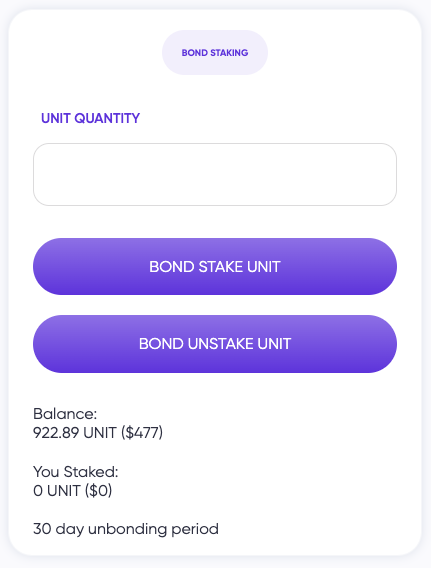 BOND STAKING
UNIT QUANTITY
BOND STAKE UNIT
BOND UNSTAKE UNIT
Balance:
922.89 UNIT ($477)
You Staked:
0 UNIT ($0)
30 day unbonding period